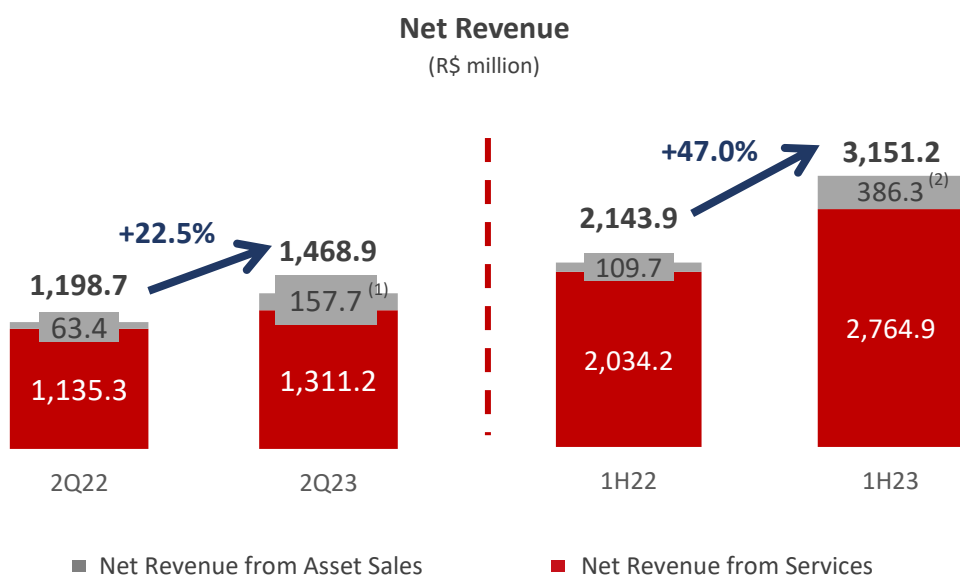 Net Revenue
(R$ million)
+22.5%
+47.0%
1,198.7
1,468.9
2,143.9
3,151.2
63.4
157.7 (1)
109.7
386.3 (2)
1,135.3
1,311.2
2,034.2
2,764.9
2Q22
2Q23
1H22
1H23
Net Revenue from Asset Sales
Net Revenue from Services